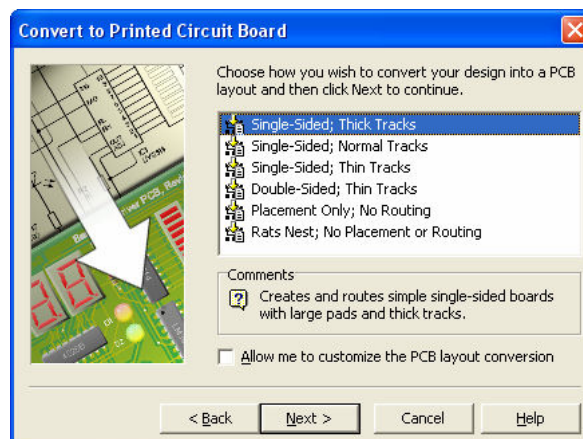 Convert to Printed Circuit Board
Choose how you wish to convert your design into a PCB
layout and then click Next to continue.
Single-Sided; Thick Tracks
Single-Sided; Normal Tracks
Single-Sided; Thin Tracks
Double-Sided; Thin Tracks
Placement Only; No Routing
Rats Nest; No Placement or Routing
Comments
Creates and routes simple single-sided boards
with large pads and thick tracks.
Allow me to customize the PCB layout conversion
< Back
Next >
Cancel
Help